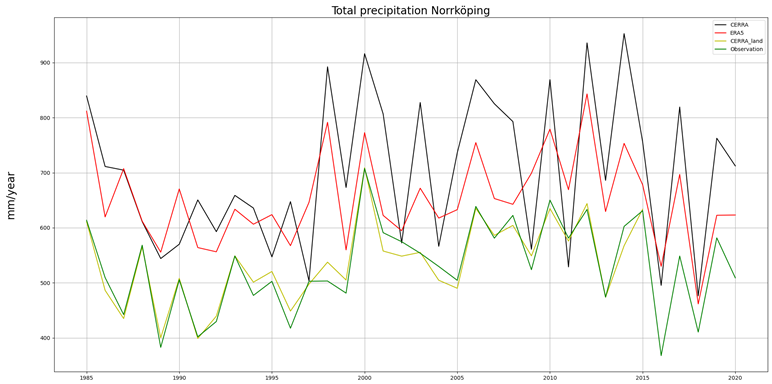 Total precipitation Norrköping
CERRA
ERA5
CERRA_land
Observation
mm/year
900
800
700
600
500
400
1985
1990
1995
2000
2005
2010
2015
2020